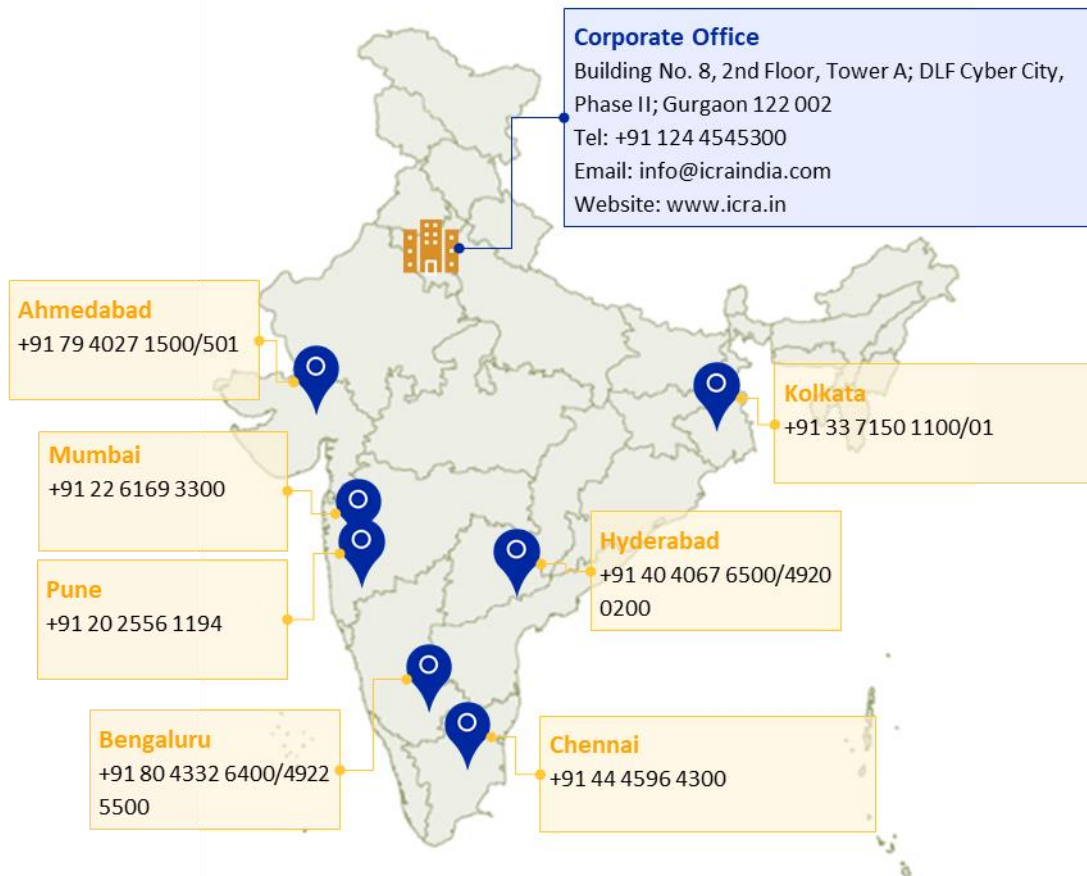 Corporate Office
Building No. 8, 2nd Floor, Tower A; DLF Cyber City,
Phase II; Gurgaon 122 002
Tel: +91 124 4545300
Email: info@icraindia.com
Website: www.icra.in
Ahmedabad
+91 79 4027 1500/501
Kolkata
+91 33 7150 1100/01
Mumbai
+91 22 6169 3300
Hyderabad
+91 40 4067 6500/4920
0200
Pune
+91 20 2556 1194
Bengaluru
+91 80 4332 6400/4922
5500
Chennai
+91 44 4596 4300